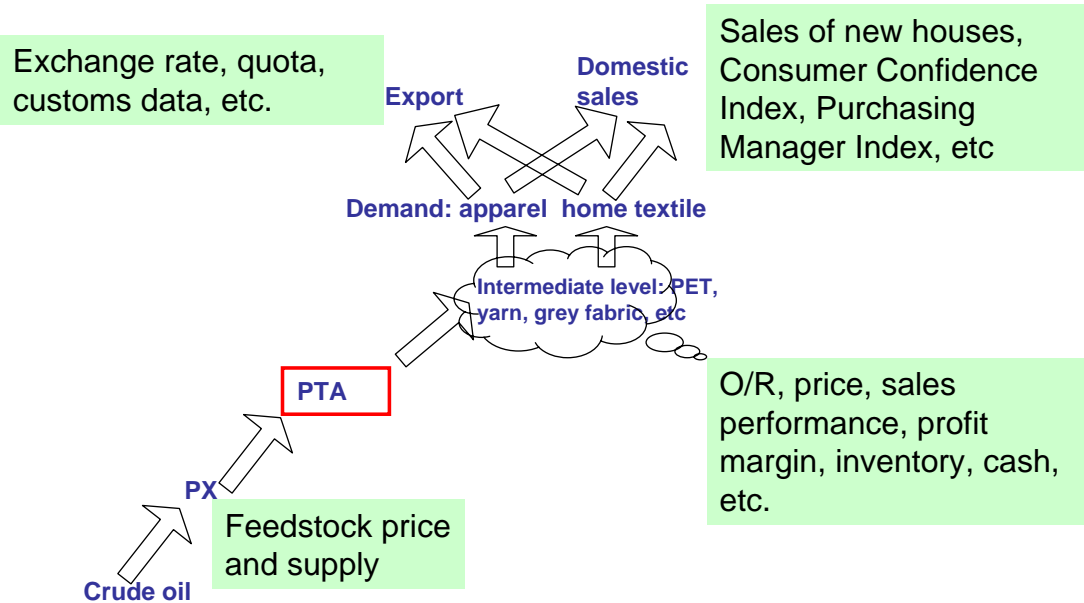 Exchange rate, quota,
customs data, etc.
Export
Domestic
sales
Sales of new houses,
Consumer Confidence
Index, Purchasing
Manager Index, etc
Demand: apparel home textile
Intermediate level: PET,
yarn, grey fabric, etc
PTA
O/R, price, sales
performance, profit
margin, inventory, cash,
etc.
PX
Feedstock price
and supply
Crude oil